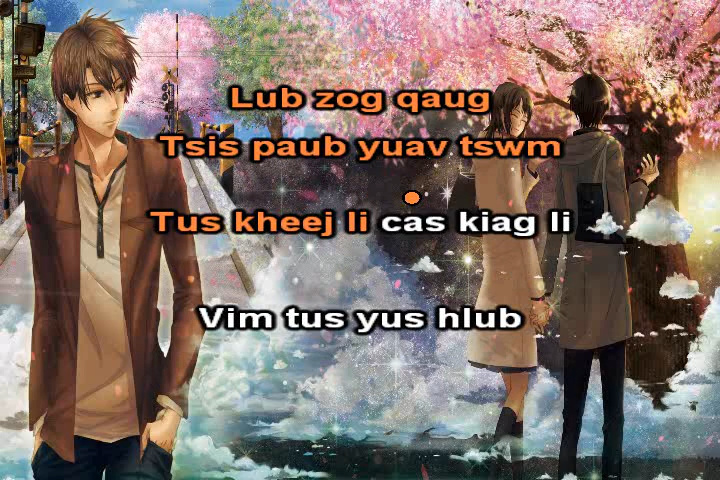 Lub zog qaug
Tsis paub yuav tswm
Tus kheej li cas kiag li
Vim tus yus hlub